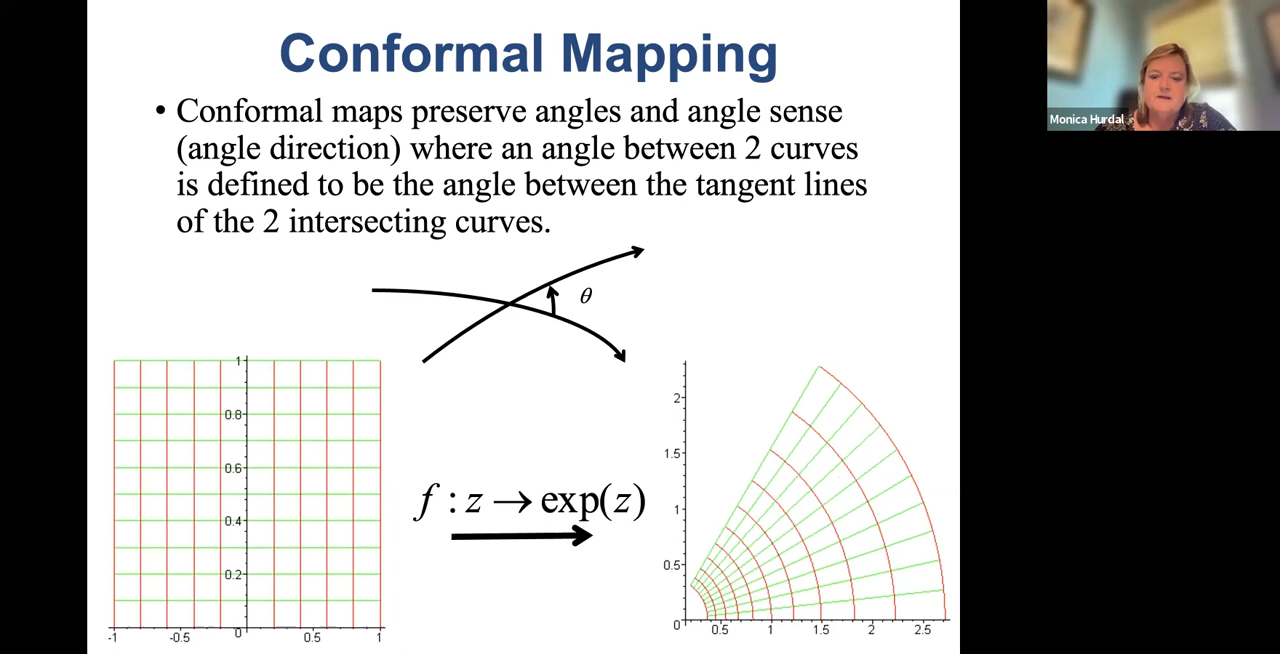 Conformal Mapping
• Conformal maps preserve angles and angle sense
(angle direction) where an angle between 2 curves
is defined to be the angle between the tangent lines
of the 2 intersecting curves.
θ
1
0.8
0.6
0.4
0.2
0
-1 -0.5 0.5 1
f : z → exp(z)
2
1.5
1
0.5
0
0.5 1 1.5 2 2.5
Monica Hurdal